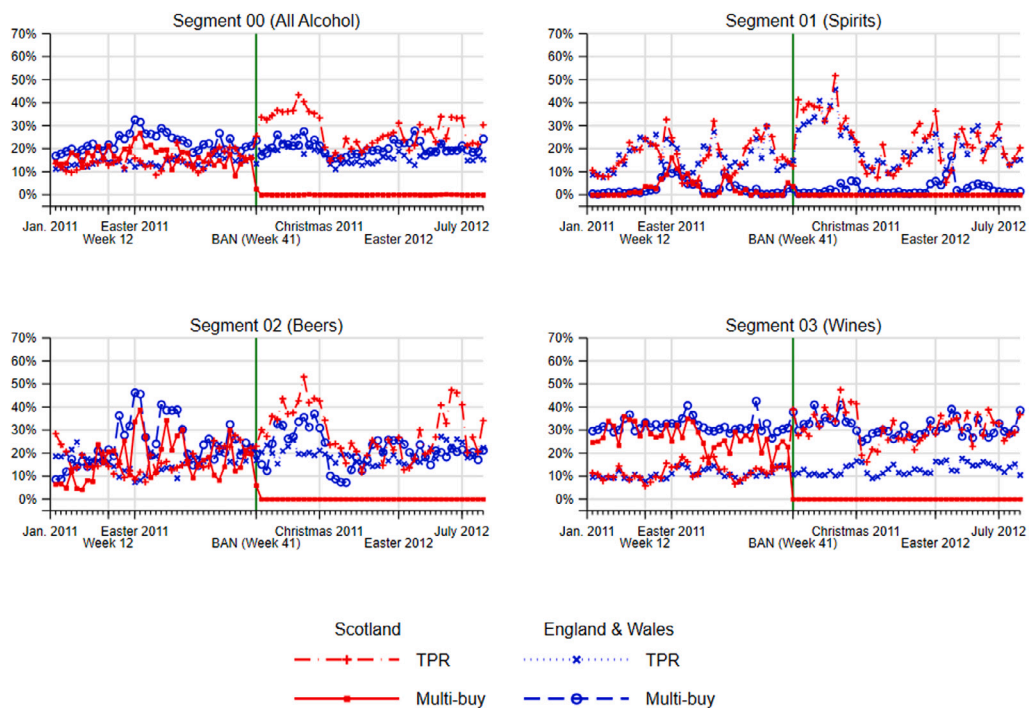 Segment 00 (All Alcohol)
70%
60%
50%
40%
30%
20%
10%
0%
Jan. 2011 Easter 2011 Christmas 2011 July 2012
Week 12 BAN (Week 41) Easter 2012
Segment 01 (Spirits)
70%
60%
50%
40%
30%
20%
10%
0%
Jan. 2011 Easter 2011 Christmas 2011 July 2012
Week 12 BAN (Week 41) Easter 2012
Segment 02 (Beers)
70%
60%
50%
40%
30%
20%
10%
0%
Jan. 2011 Easter 2011 Christmas 2011 July 2012
Week 12 BAN (Week 41) Easter 2012
Segment 03 (Wines)
70%
60%
50%
40%
30%
20%
10%
0%
Jan. 2011 Easter 2011 Christmas 2011 July 2012
Week 12 BAN (Week 41) Easter 2012
Scotland England & Wales
TPR TPR
Multi-buy Multi-buy